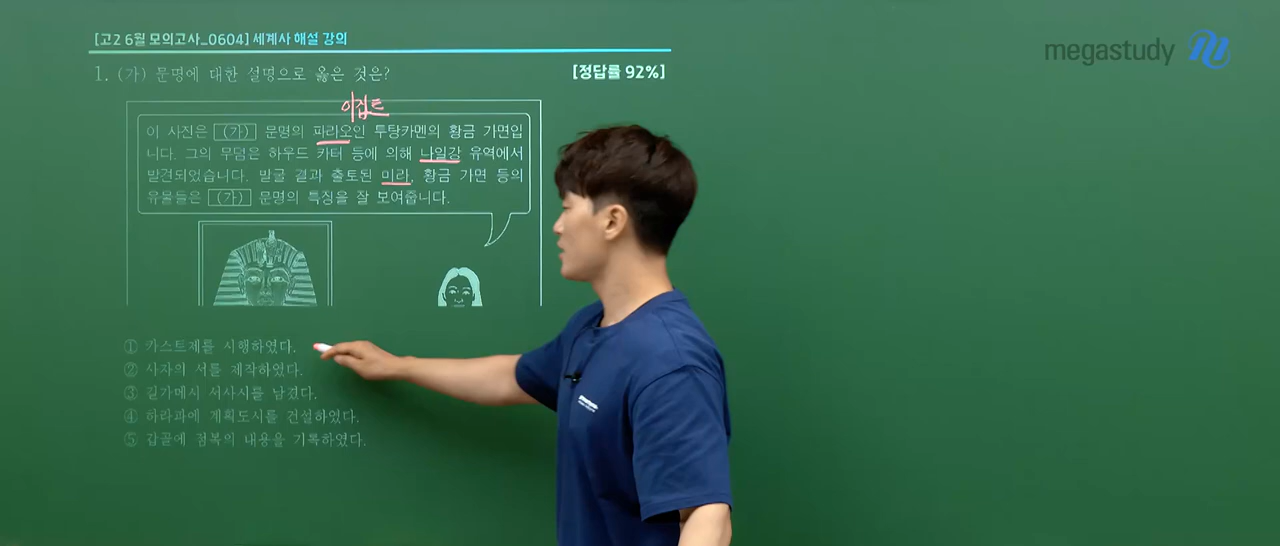 [고2 6월 모의고사_0604] 세계사 해설 강의
megastudy
1. (가) 문명에 대한 설명으로 옳은 것은?
[정답률 92%]
이집트
이 사진은 (가) 문명의 파라오인 투탕카멘의 황금 가면입
니다. 그의 무덤은 하우드 카터 등에 의해 나일강 유역에서
발견되었습니다. 발굴 결과 출토된 미라, 황금 가면 등의
유물들은 (가) 문명의 특징을 잘 보여줍니다.
① 카스트제를 시행하였다.
② 사자의 서를 제작하였다.
③ 길가메시 서사시를 남겼다.
④ 하라파에 계획도시를 건설하였다.
⑤ 갑골에 점복의 내용을 기록하였다.